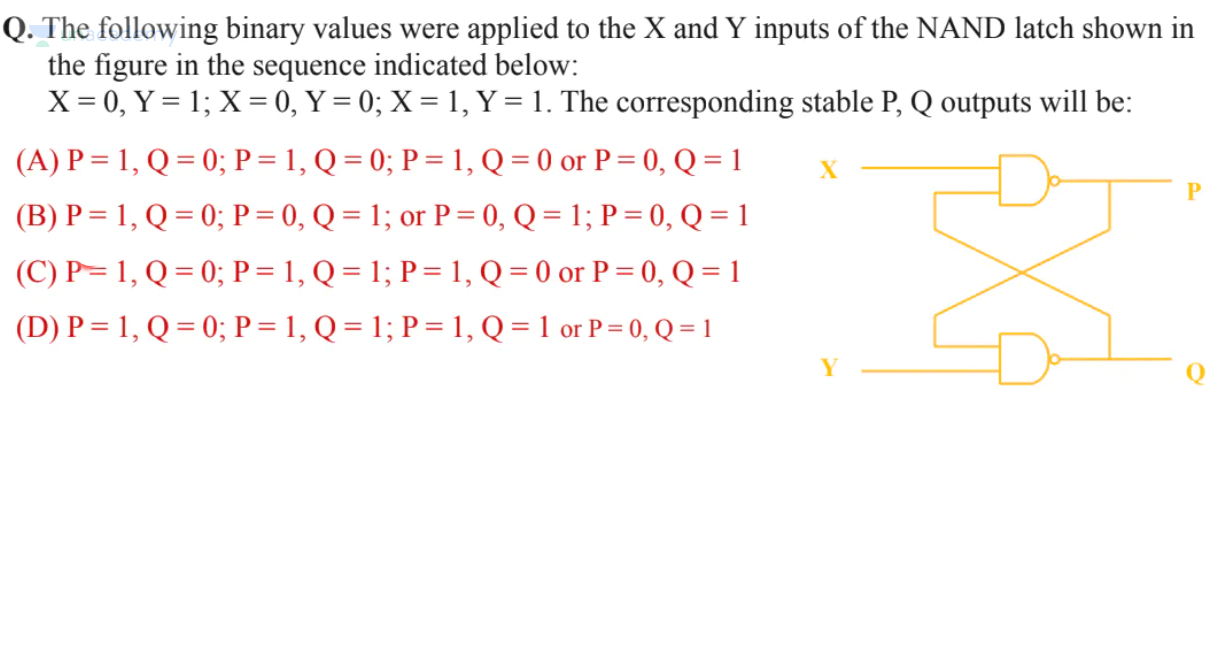 Q. The following binary values were applied to the X and Y inputs of the NAND latch shown in
the figure in the sequence indicated below:
X = 0, Y = 1; X = 0, Y = 0; X = 1, Y = 1. The corresponding stable P, Q outputs will be:
(A) P = 1, Q = 0; P = 1, Q = 0; P = 1, Q = 0 or P = 0, Q = 1
(B) P = 1, Q = 0; P = 0, Q = 1; or P = 0, Q = 1; P = 0, Q = 1
(C) P = 1, Q = 0; P = 1, Q = 1; P = 1, Q = 0 or P = 0, Q = 1
(D) P = 1, Q = 0; P = 1, Q = 1; P = 1, Q = 1 or P = 0, Q = 1
X
P
Y
Q